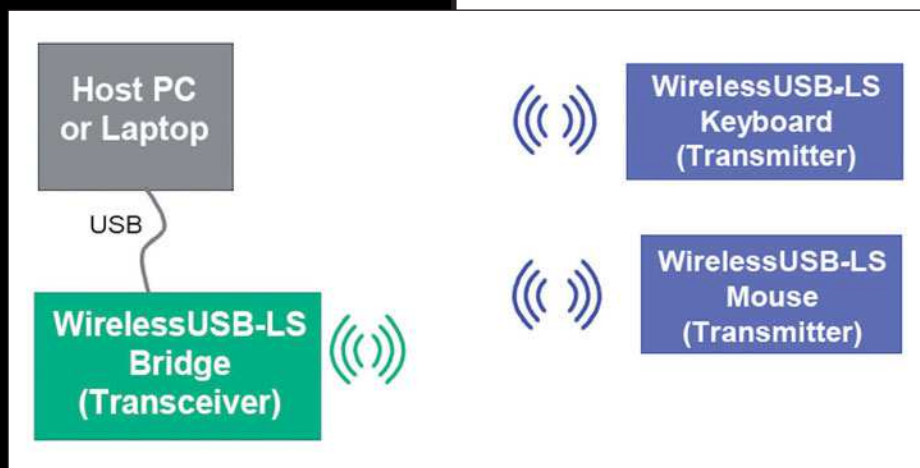 Host PC
or Laptop
USB
WirelessUSB-LS
Bridge
(Transceiver)
WirelessUSB-LS
Keyboard
(Transmitter)
WirelessUSB-LS
Mouse
(Transmitter)